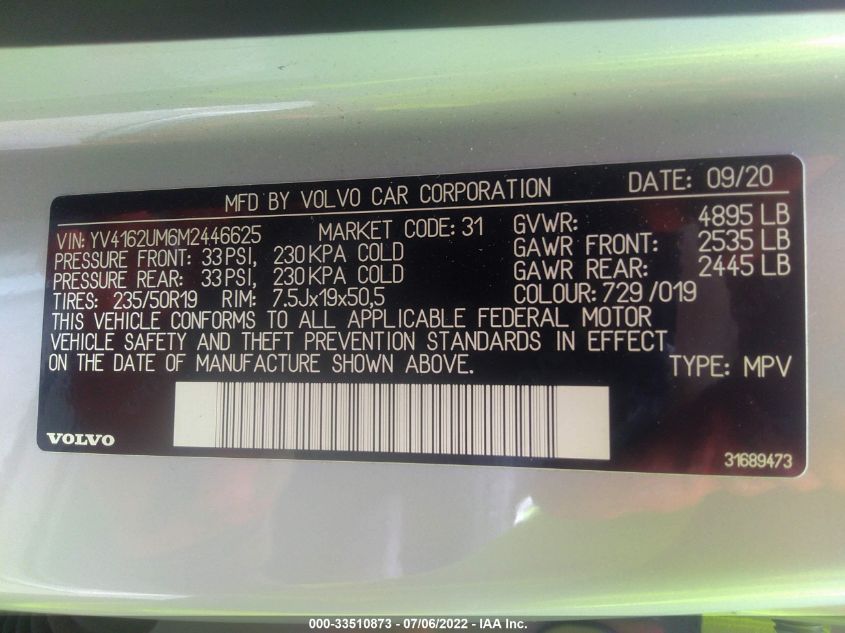 MFD BY VOLVO CAR CORPORATION DATE: 09/20
VIN: YV4162UM6M2446625 MARKET CODE: 31 GVWR: 4895 LB
PRESSURE FRONT: 33 PSI, 230 KPA COLD GAWR FRONT: 2535 LB
PRESSURE REAR: 33 PSI, 230 KPA COLD GAWR REAR: 2445 LB
TIRES: 235/50R19 RIM: 7.5Jx19x50,5 COLOUR: 729 /019
THIS VEHICLE CONFORMS TO ALL APPLICABLE FEDERAL MOTOR
VEHICLE SAFETY AND THEFT PREVENTION STANDARDS IN EFFECT
ON THE DATE OF MANUFACTURE SHOWN ABOVE. TYPE: MPV
VOLVO 31689473
000-33510873 - 07/06/2022 - IAA Inc.